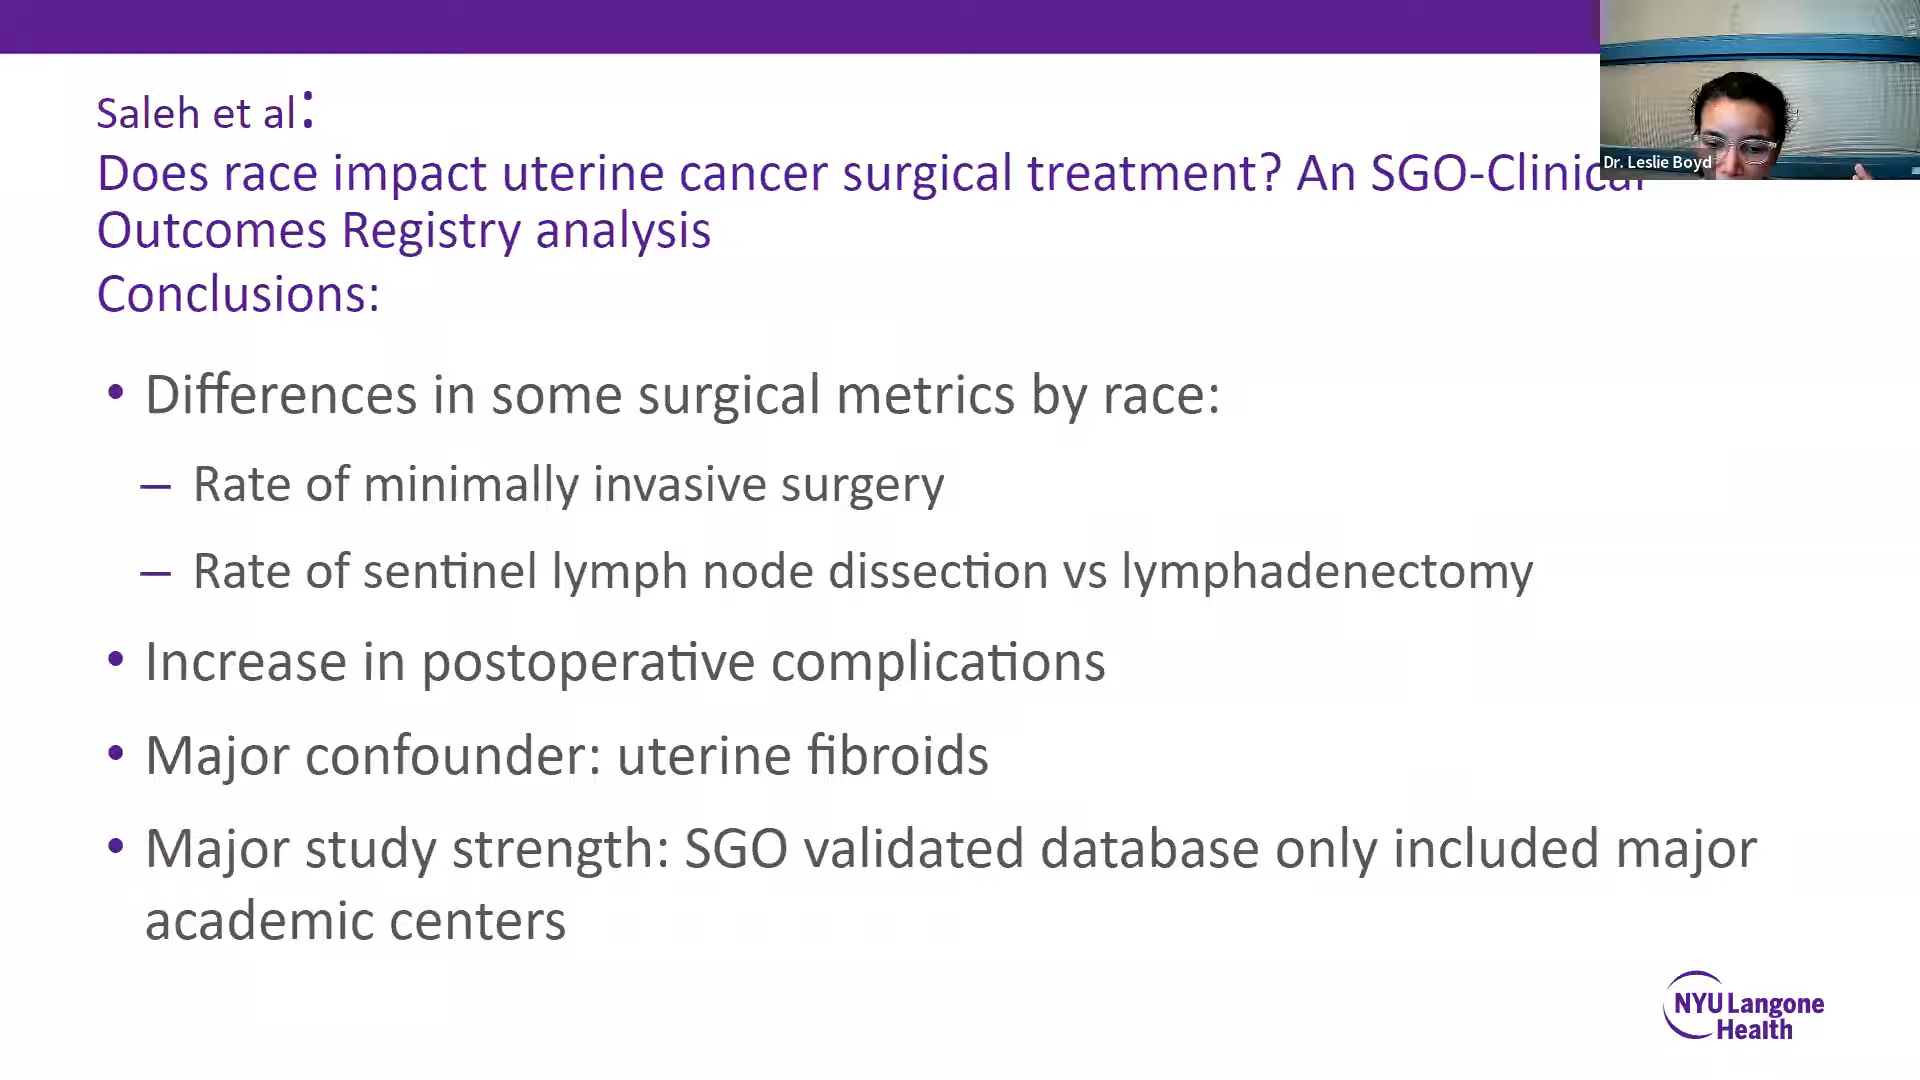 Saleh et al:
Does race impact uterine cancer surgical treatment? An SGO-Clinical
Outcomes Registry analysis
Conclusions:
• Differences in some surgical metrics by race:
– Rate of minimally invasive surgery
– Rate of sentinel lymph node dissection vs lymphadenectomy
• Increase in postoperative complications
• Major confounder: uterine fibroids
• Major study strength: SGO validated database only included major
academic centers
Dr. Leslie Boyd
NYU Langone
Health